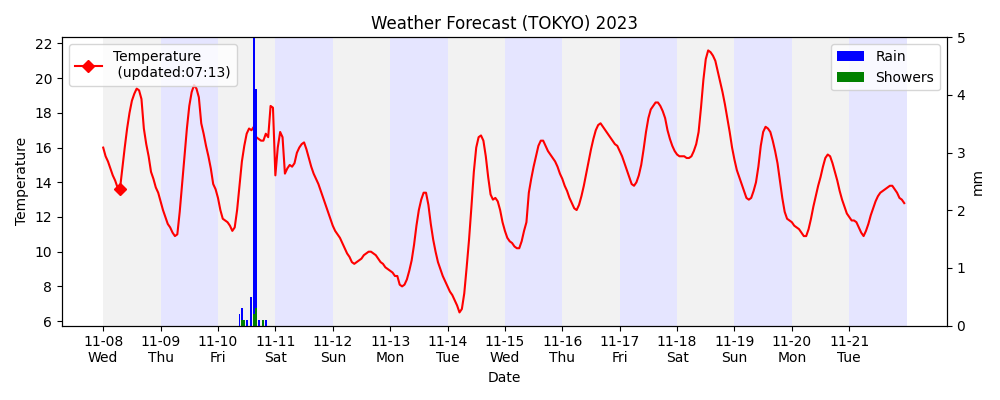 Weather Forecast (TOKYO) 2023
Temperature
(updated:07:13)
Rain
Showers
Temperature
22
20
18
16
14
12
10
8
6
5
4
3
2
1
0
mm
11-08 11-09 11-10 11-11 11-12 11-13 11-14 11-15 11-16 11-17 11-18 11-19 11-20 11-21
Wed Thu Fri Sat Sun Mon Tue Wed Thu Fri Sat Sun Mon Tue
Date